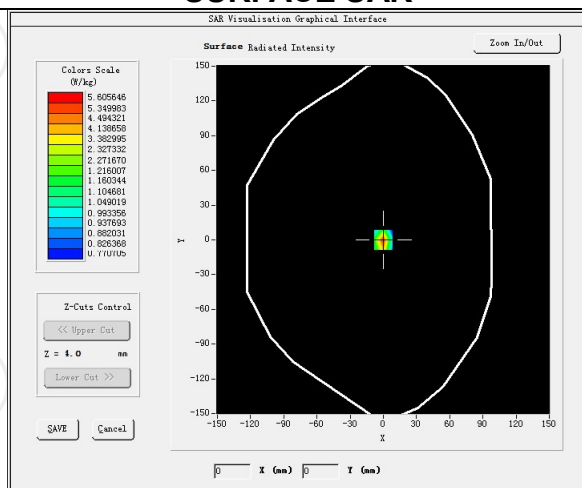 SURFACE SAR
SAR Visualisation Graphical Interface
Surface Radiated Intensity
Zoom In/Out
Colors Scale
(W/kg)
5.605646
5.349983
4.494321
4.138658
3.382995
2.327332
2.271670
1.216007
1.160344
1.104681
1.049019
0.993356
0.937693
0.882031
0.826368
0.770705
Z-Cuts Control
<< Upper Cut
Z = 4.0 mm
Lower Cut >>
SAVE Cancel
150
120
90
60
30
0
-30
-60
-90
-120
-150
Y
-150 -120 -90 -60 -30 0 30 60 90 120 150
X
0 X (mm) 0 Y (mm)